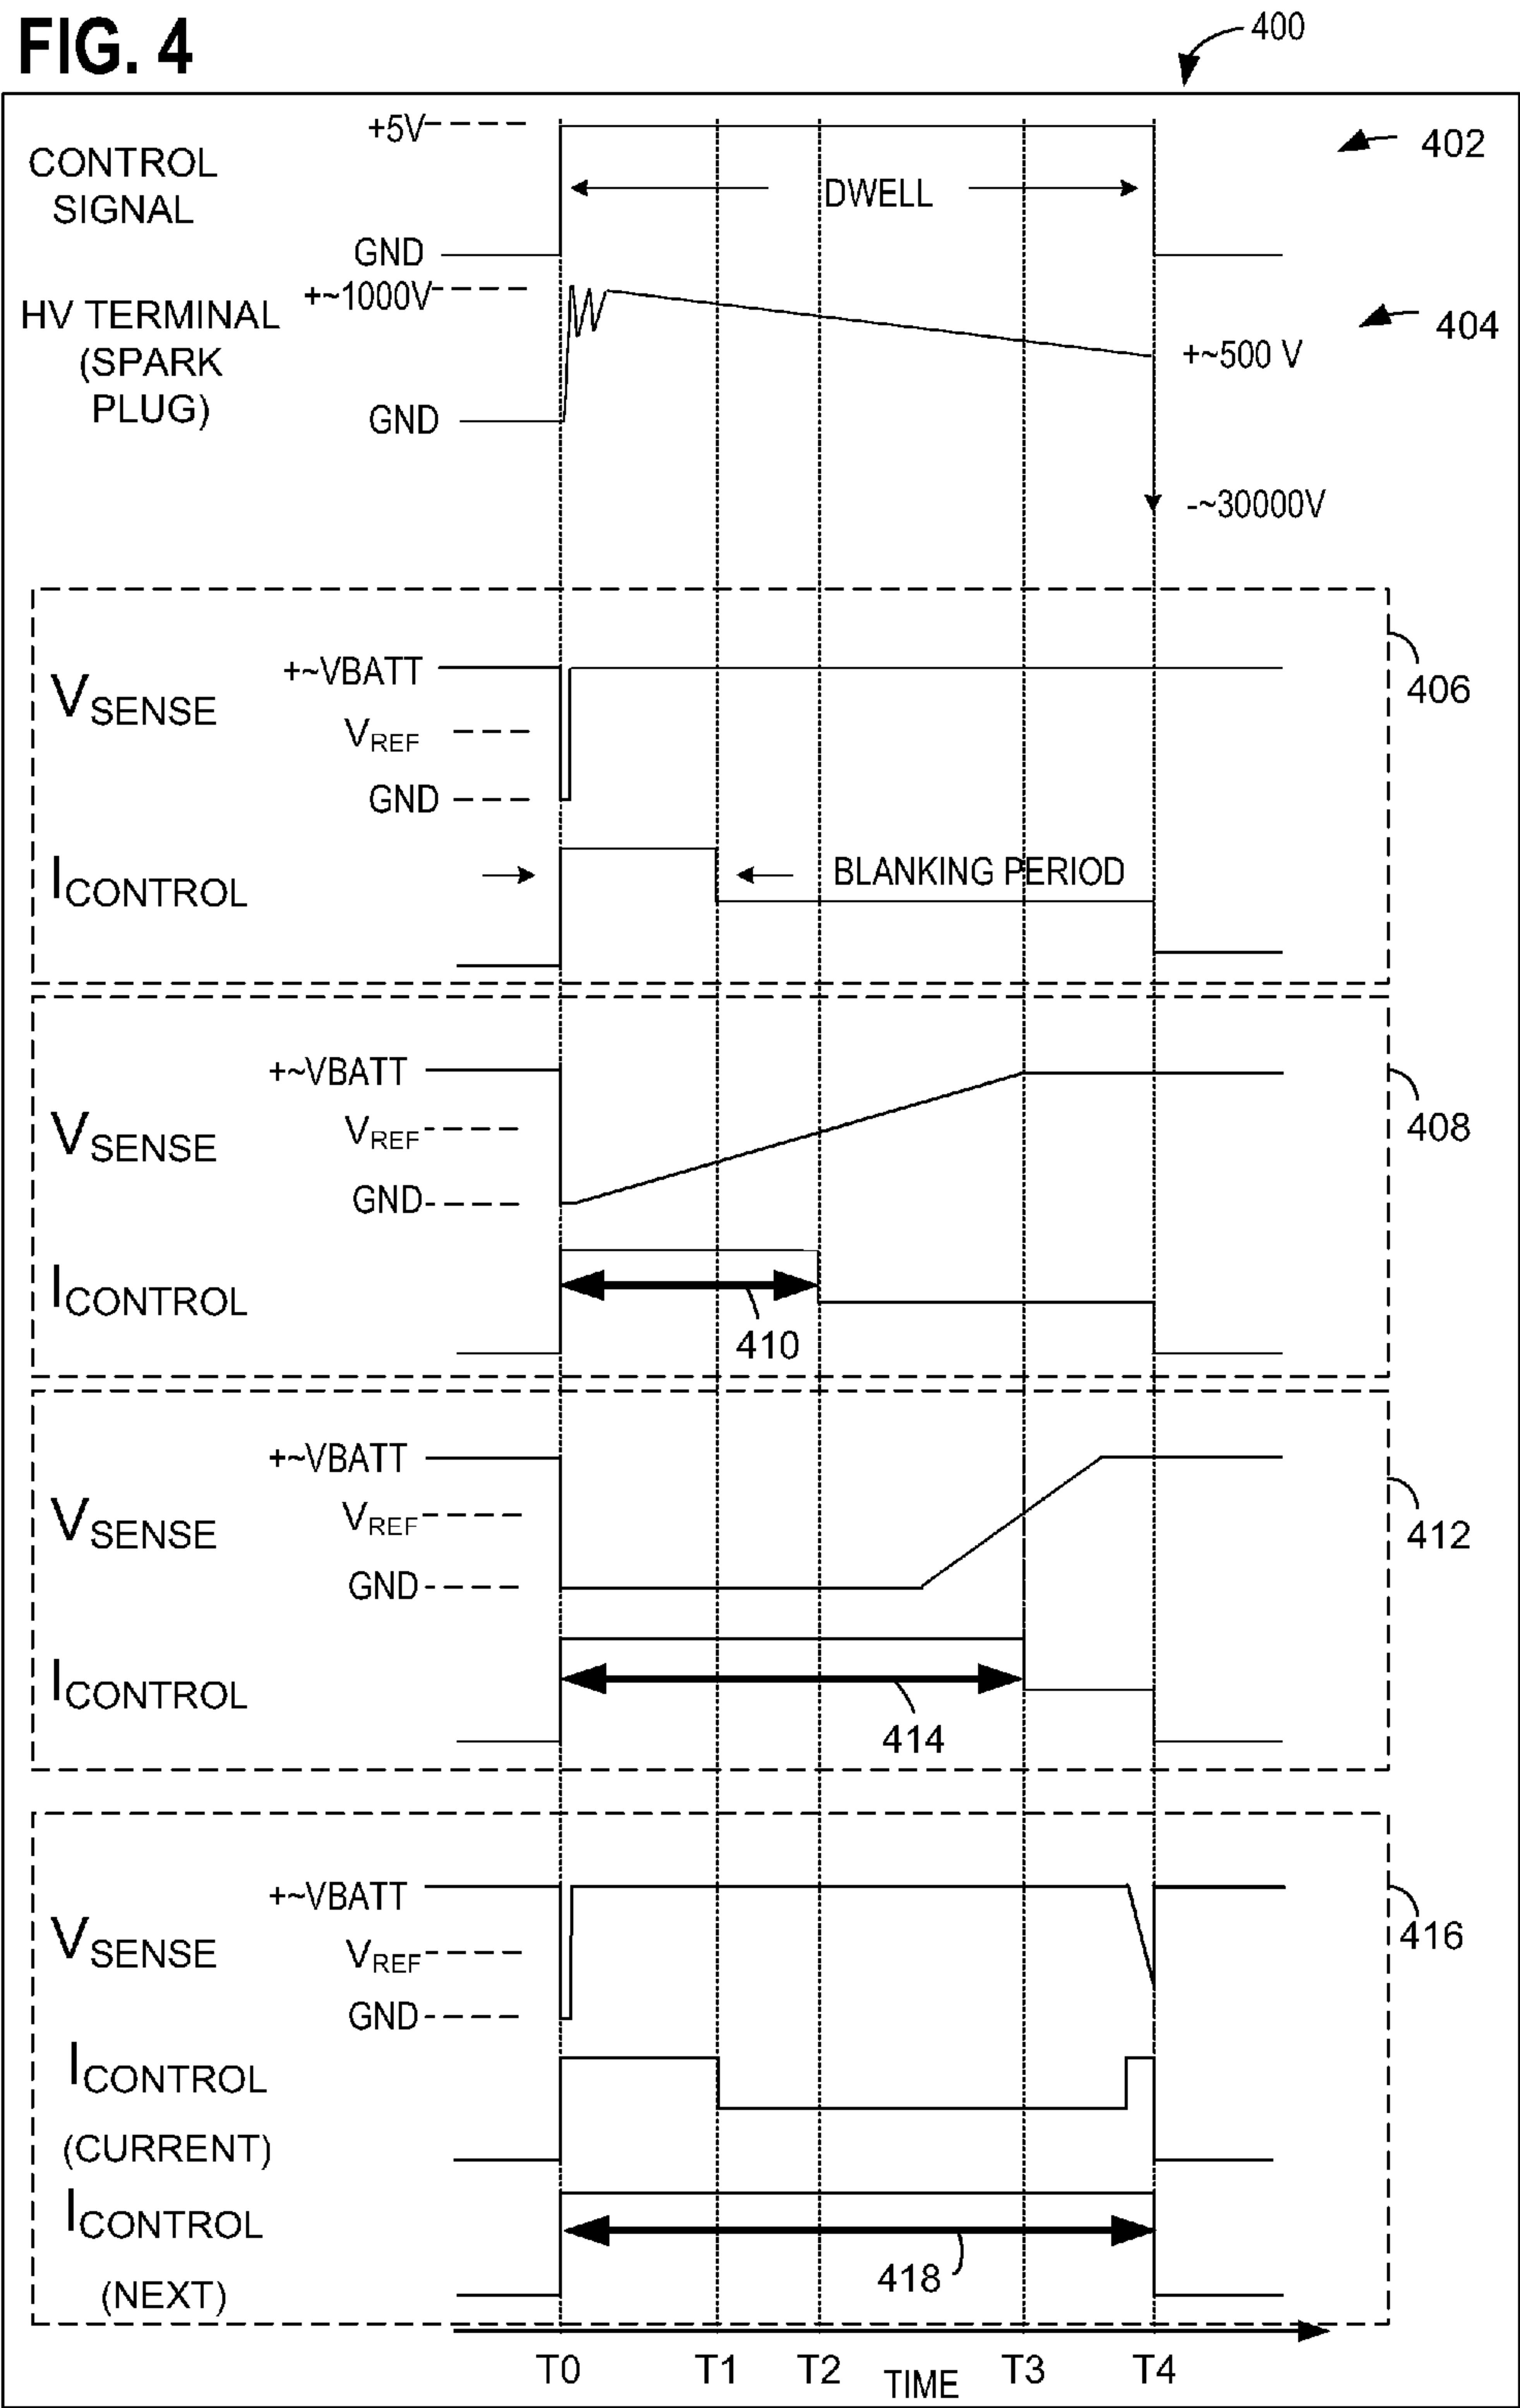 FIG. 4
400
+5V
402
CONTROL
SIGNAL
DWELL
GND
+~1000V
HV TERMINAL
(SPARK
PLUG)
404
+~500 V
GND
-~30000V
+~VBATT
406
VSENSE
VREF
GND
ICONTROL
BLANKING PERIOD
+~VBATT
408
VSENSE
VREF
GND
ICONTROL
410
+~VBATT
412
VSENSE
VREF
GND
ICONTROL
414
+~VBATT
416
VSENSE
VREF
GND
ICONTROL
(CURRENT)
ICONTROL
418
(NEXT)
T0 T1 T2 TIME T3 T4